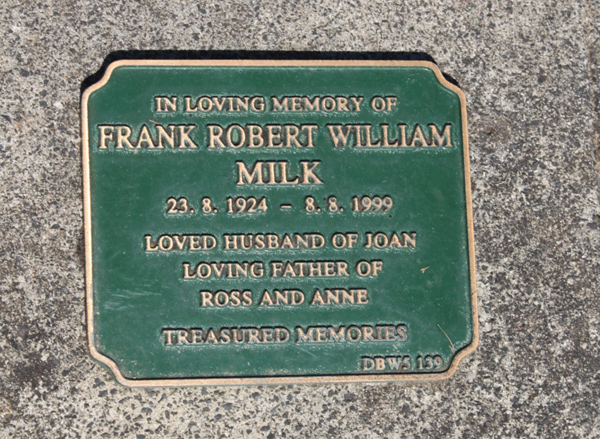 IN LOVING MEMORY OF
FRANK ROBERT WILLIAM
MILK
23. 8. 1924 – 8. 8. 1999
LOVED HUSBAND OF JOAN
LOVING FATHER OF
ROSS AND ANNE
TREASURED MEMORIES
DBW5 139